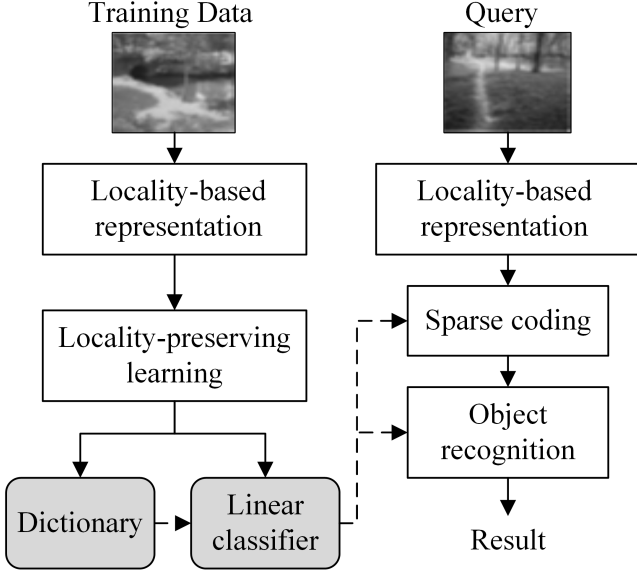 Training Data
Query
Locality-based
representation
Locality-based
representation
Locality-preserving
learning
Sparse coding
Object
recognition
Dictionary
Linear
classifier
Result